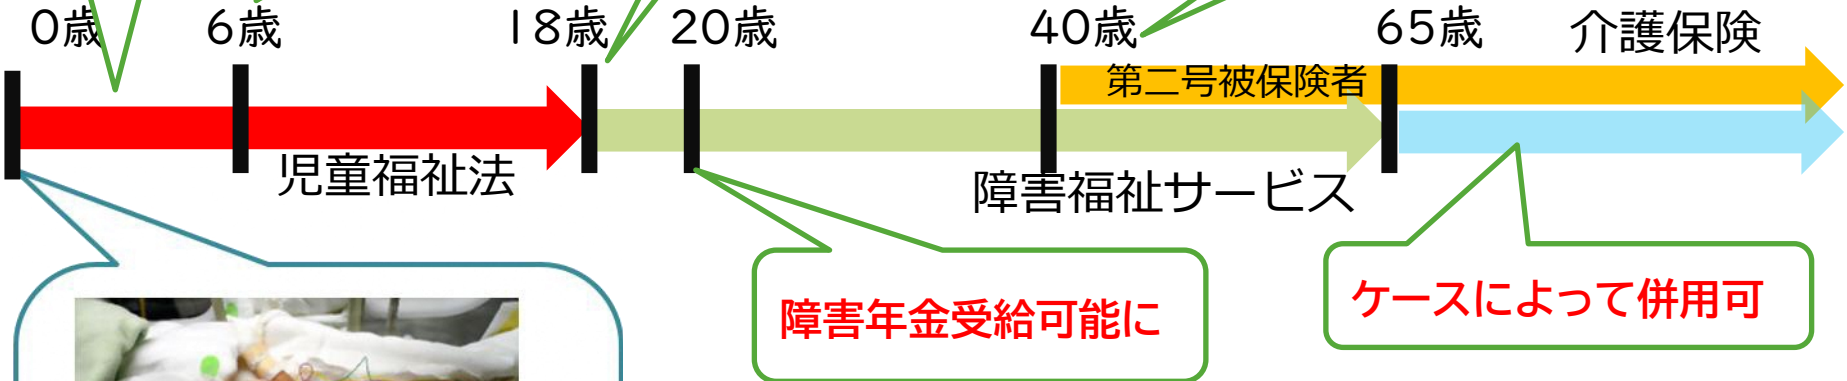 0歳 6歳 18歳 20歳 40歳 65歳 介護保険
第二号被保険者
児童福祉法
障害福祉サービス
障害年金受給可能に
ケースによって併用可